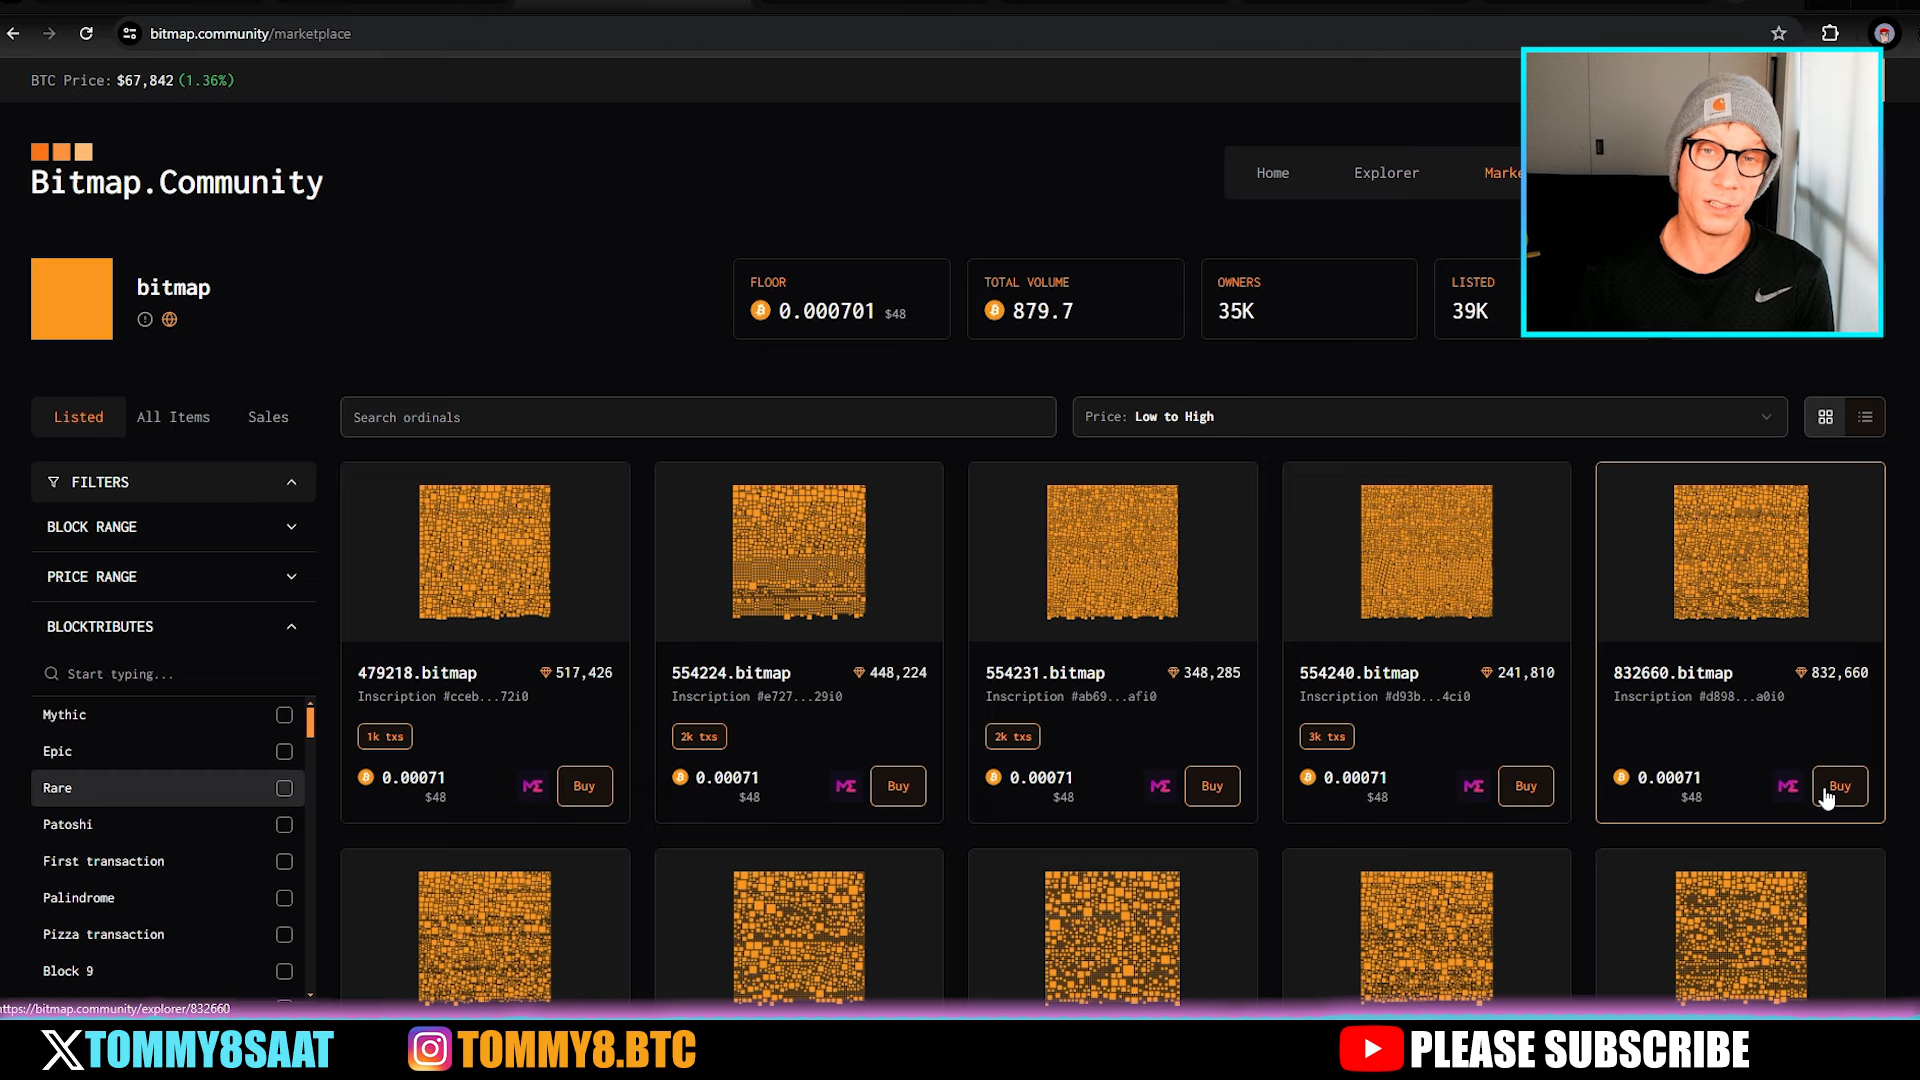 bitmap.community/marketplace
BTC Price: $67,842 (1.36%)
Bitmap.Community
Home Explorer
bitmap
FLOOR
0.000701 $48
TOTAL VOLUME
879.7
OWNERS
35K
LISTED
39K
Listed All Items Sales
Search ordinals
Price: Low to High
FILTERS
BLOCK RANGE
PRICE RANGE
BLOCKTRIBUTES
Start typing...
Mythic
Epic
Rare
Patoshi
First transaction
Palindrome
Pizza transaction
Block 9
479218.bitmap 517,426
Inscription #cceb...72i0
1k txs
0.00071
$48
Buy
554224.bitmap 448,224
Inscription #e727...29i0
2k txs
0.00071
$48
Buy
554231.bitmap 348,285
Inscription #ab69...afi0
2k txs
0.00071
$48
Buy
554240.bitmap 241,810
Inscription #d93b...4ci0
3k txs
0.00071
$48
Buy
832660.bitmap 832,660
Inscription #d898...a0i0
0.00071
$48
Buy
https://bitmap.community/explorer/832660
TOMMY8SAAT
TOMMY8.BTC
PLEASE SUBSCRIBE